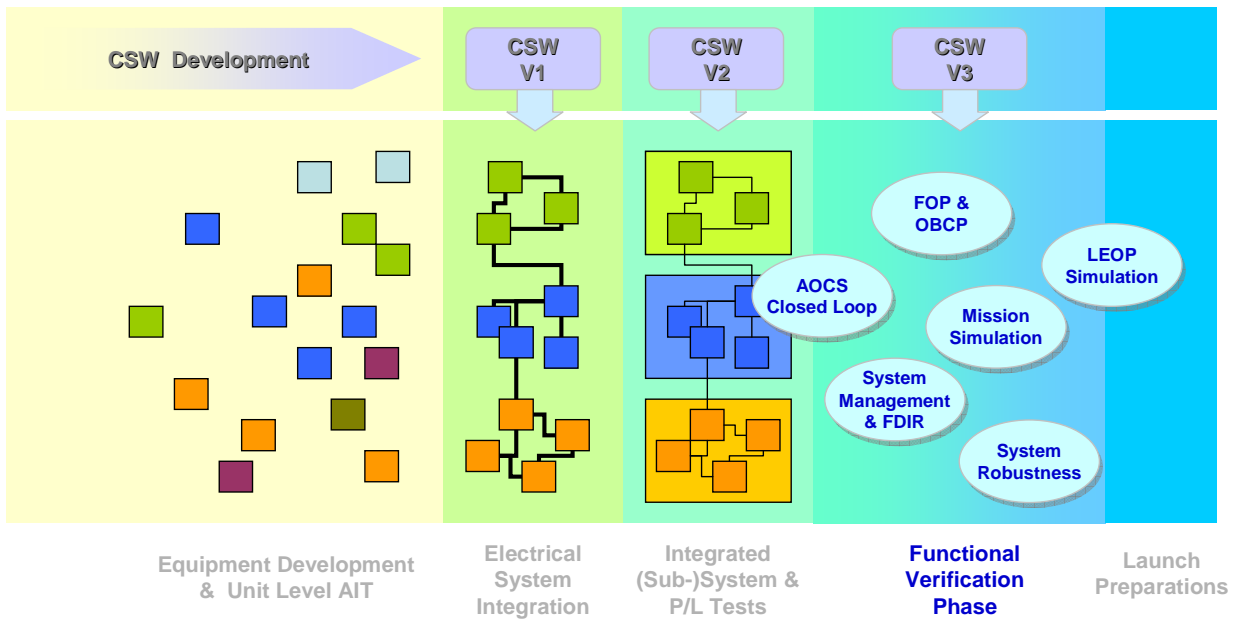 CSW Development
CSW
V1
CSW
V2
CSW
V3
FOP &
OBCP
LEOP
Simulation
AOCS
Closed Loop
Mission
Simulation
System
Management
& FDIR
System
Robustness
Equipment Development
& Unit Level AIT
Electrical
System
Integration
Integrated
(Sub-)System &
P/L Tests
Functional
Verification
Phase
Launch
Preparations